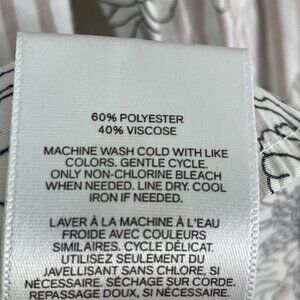 60% POLYESTER
40% VISCOSE
MACHINE WASH COLD WITH LIKE
COLORS. GENTLE CYCLE.
ONLY NON-CHLORINE BLEACH
WHEN NEEDED. LINE DRY. COOL
IRON IF NEEDED.
LAVER À LA MACHINE À L'EAU
FROIDE AVEC COULEURS
SIMILAIRES. CYCLE DÉLICAT.
UTILISEZ SEULEMENT DU
JAVELLISANT SANS CHLORE, SI
NÉCESSAIRE. SÉCHAGE SUR CORDE.
REPASSAGE DOUX, SI NÉCESSAIRE